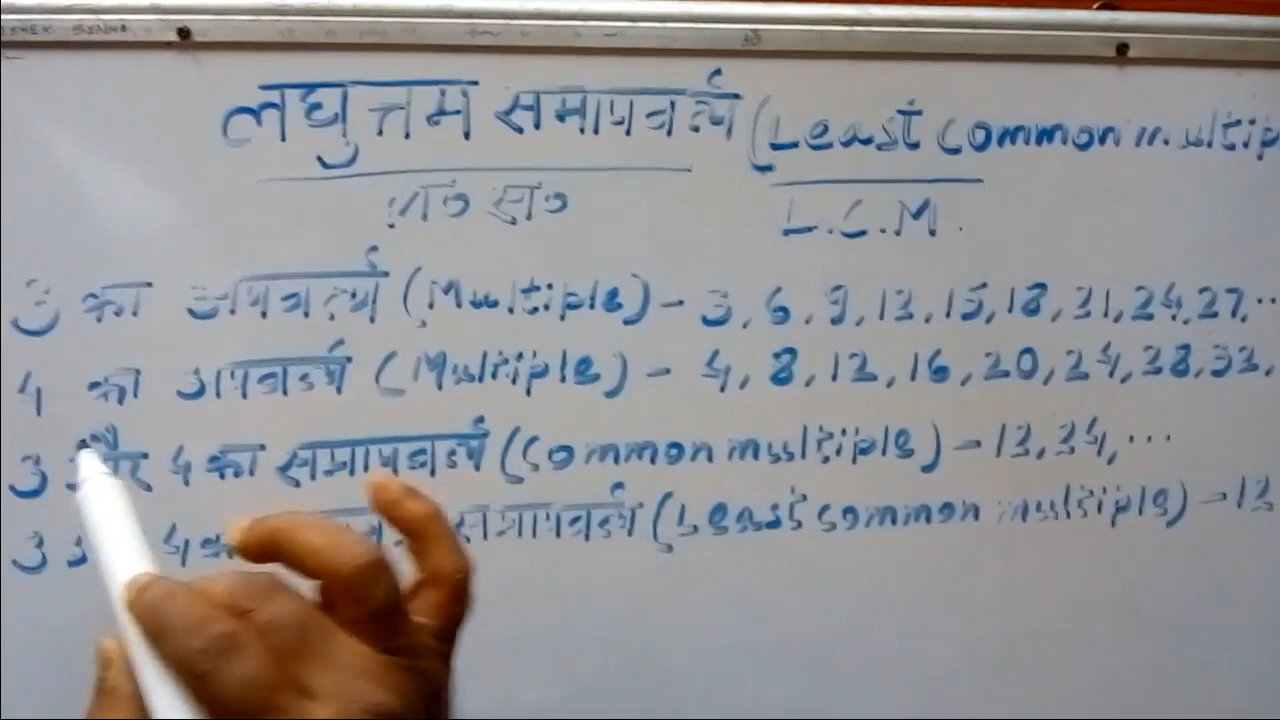 लघुत्तम समापवर्त्य (Least common multip
ल० स० L.C.M.
3 का अपवर्त्य (Multiple) - 3, 6, 9, 12, 15, 18, 21, 24, 27, ..
4 का अपवर्त्य (Multiple) - 4, 8, 12, 16, 20, 24, 28, 32,
3 और 4 का समापवर्त्य (Common multiple) - 12, 24, ...
3 4 का समापवर्त्य (Least common multiple) - 12